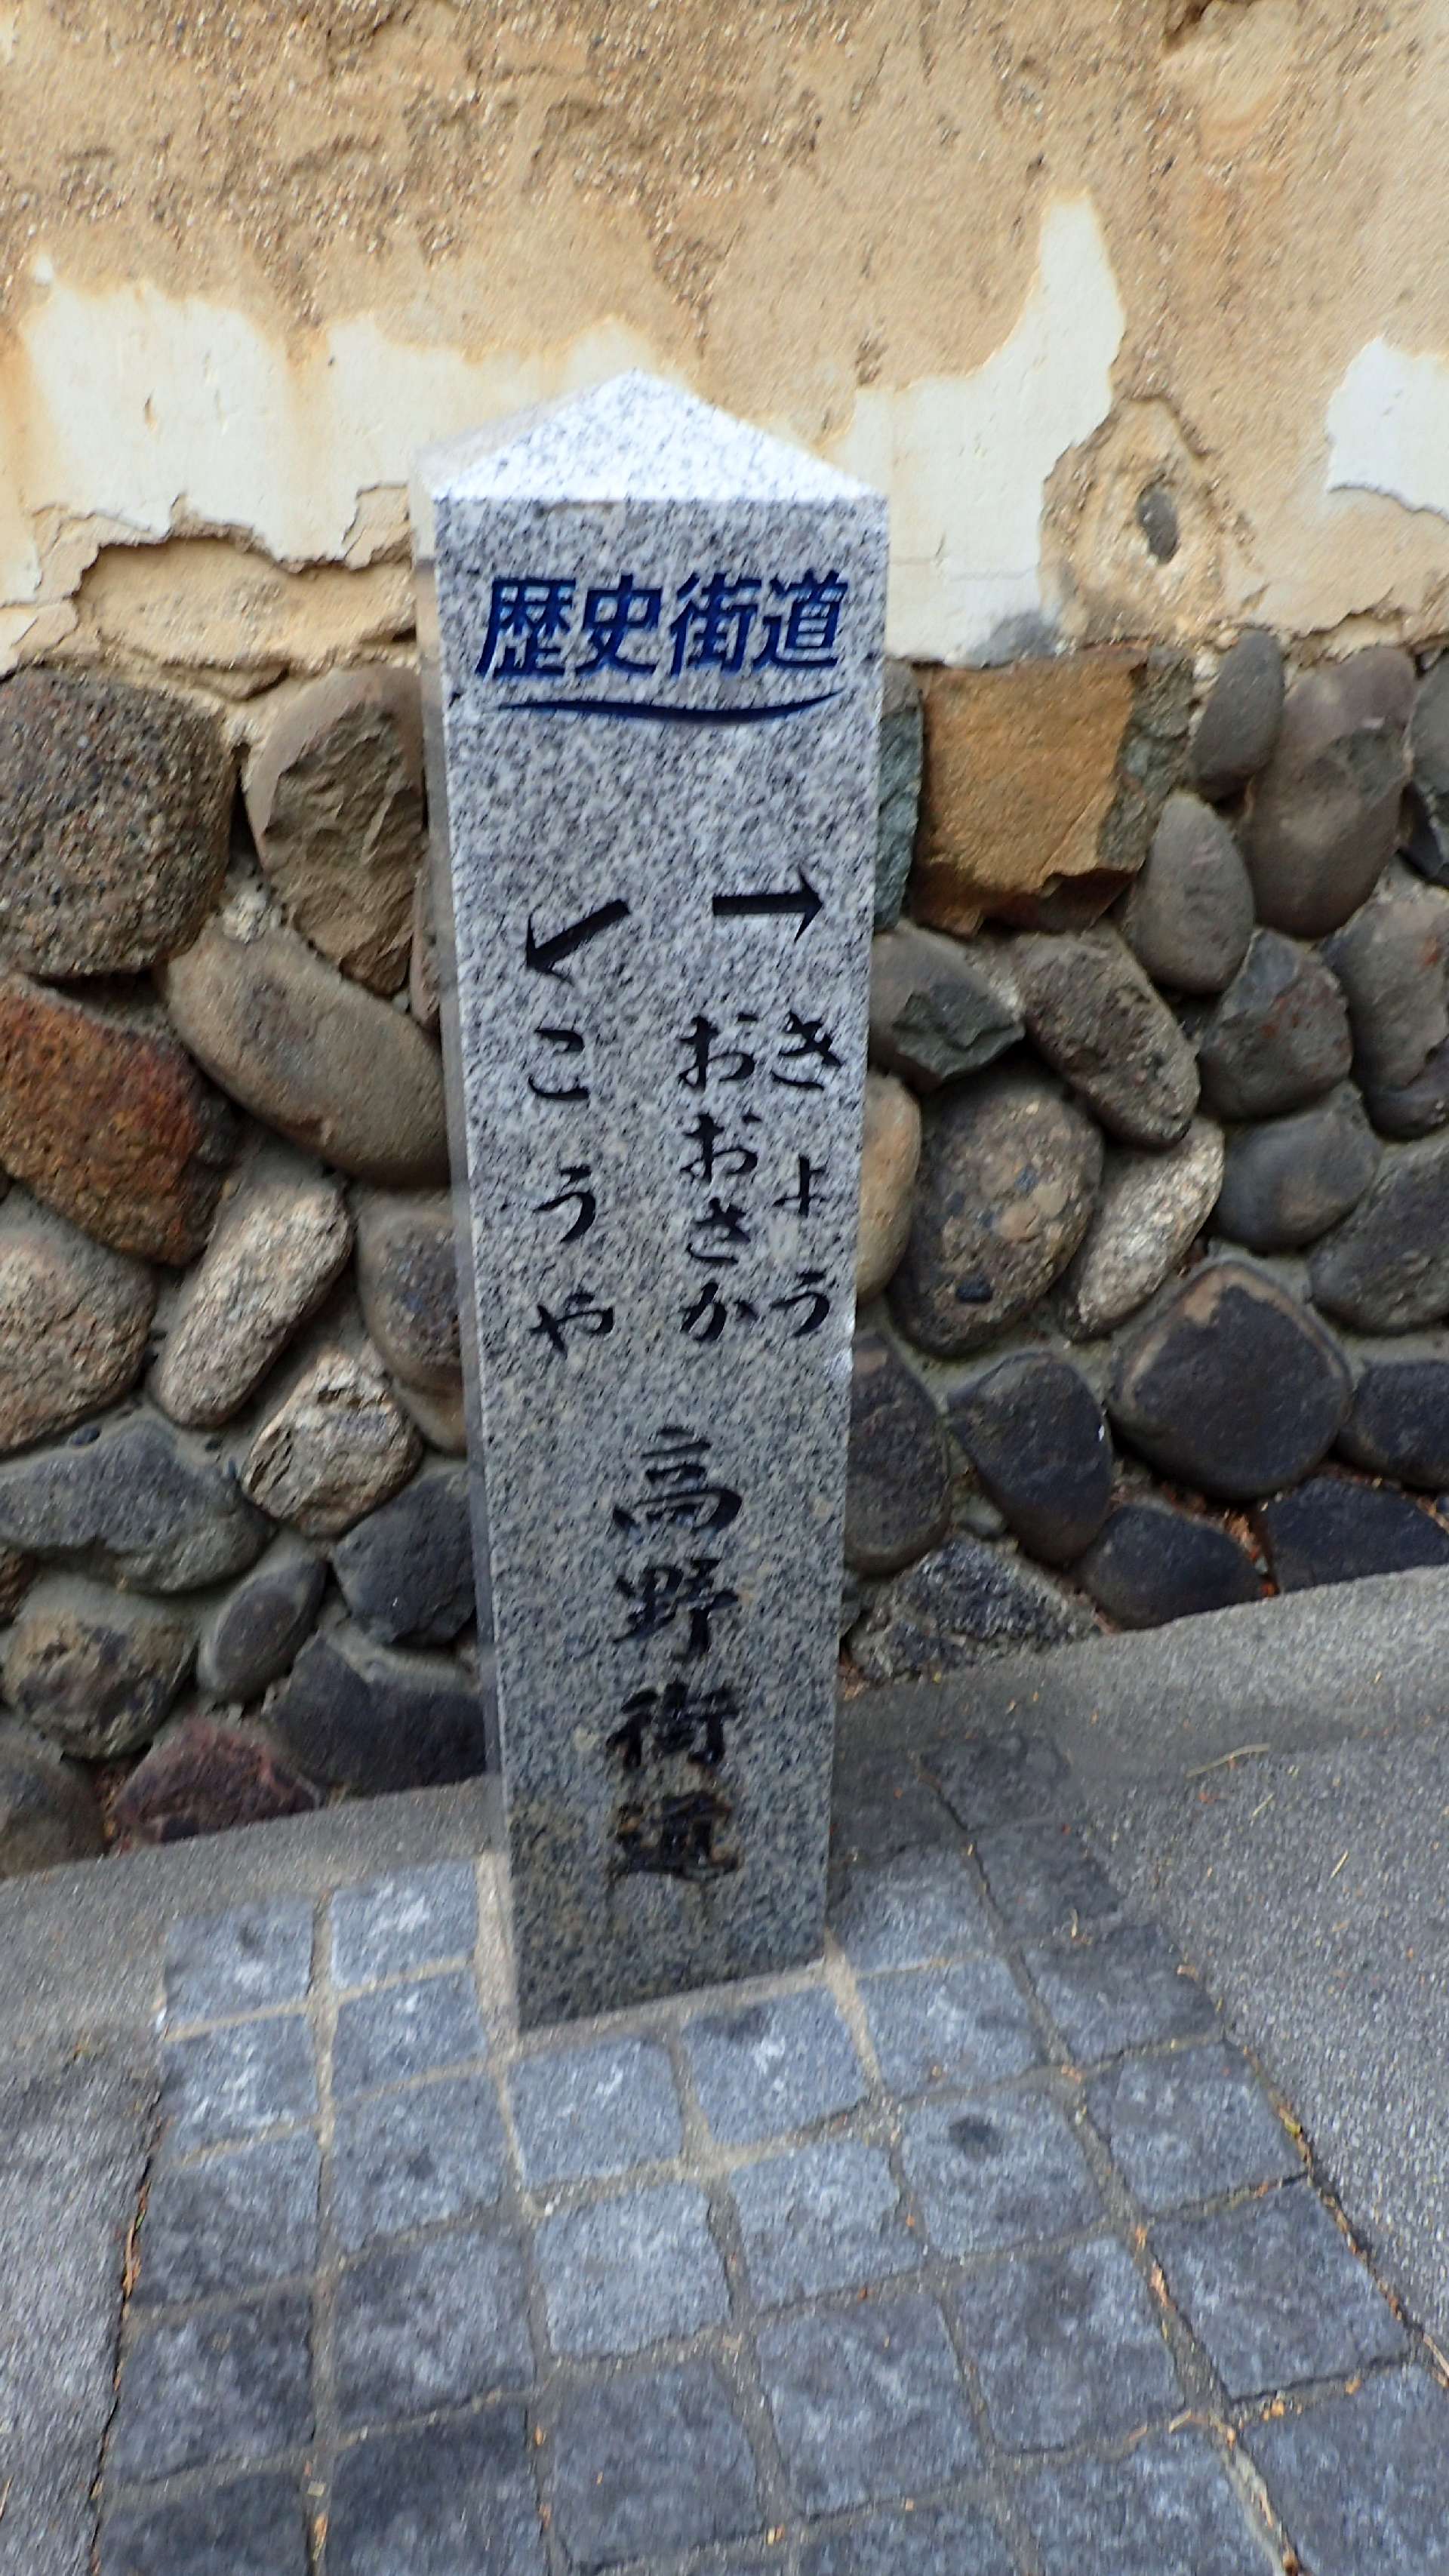 歴史街道
→
きょう
おおさか
↙
こうや
高野街道